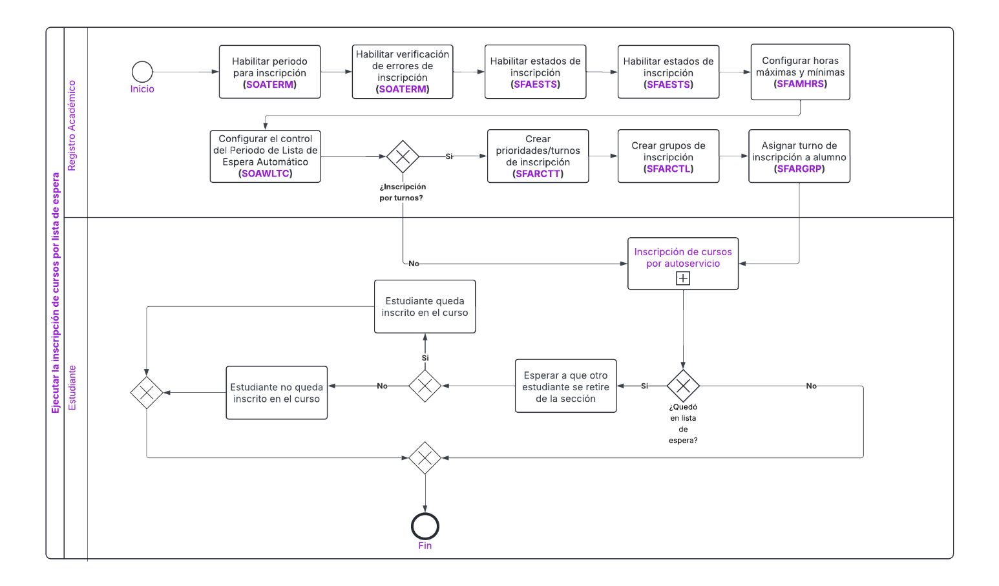 Ejecutar la inscripción de cursos por lista de espera
Registro Académico
Inicio
Habilitar periodo
para inscripción
(SOATERM)
Habilitar verificación
de errores de
inscripción
(SOATERM)
Habilitar estados de
inscripción
(SFAESTS)
Habilitar estados de
inscripción
(SFAESTS)
Configurar horas
máximas y mínimas
(SFAMHRS)
Configurar el control
del Periodo de Lista de
Espera Automático
(SOAWLTC)
¿Inscripción
por turnos?
Si
Crear
prioridades/turnos
de inscripción
(SFARCTT)
Crear grupos de
inscripción
(SFARCTL)
Asignar turno de
inscripción a alumno
(SFARGRP)
Estudiante
No
Inscripción de cursos
por autoservicio
Estudiante queda
inscrito en el curso
Si
Estudiante no queda
inscrito en el curso
No
Esperar a que otro
estudiante se retire
de la sección
Si
¿Quedó
en lista
de
espera?
No
Fin